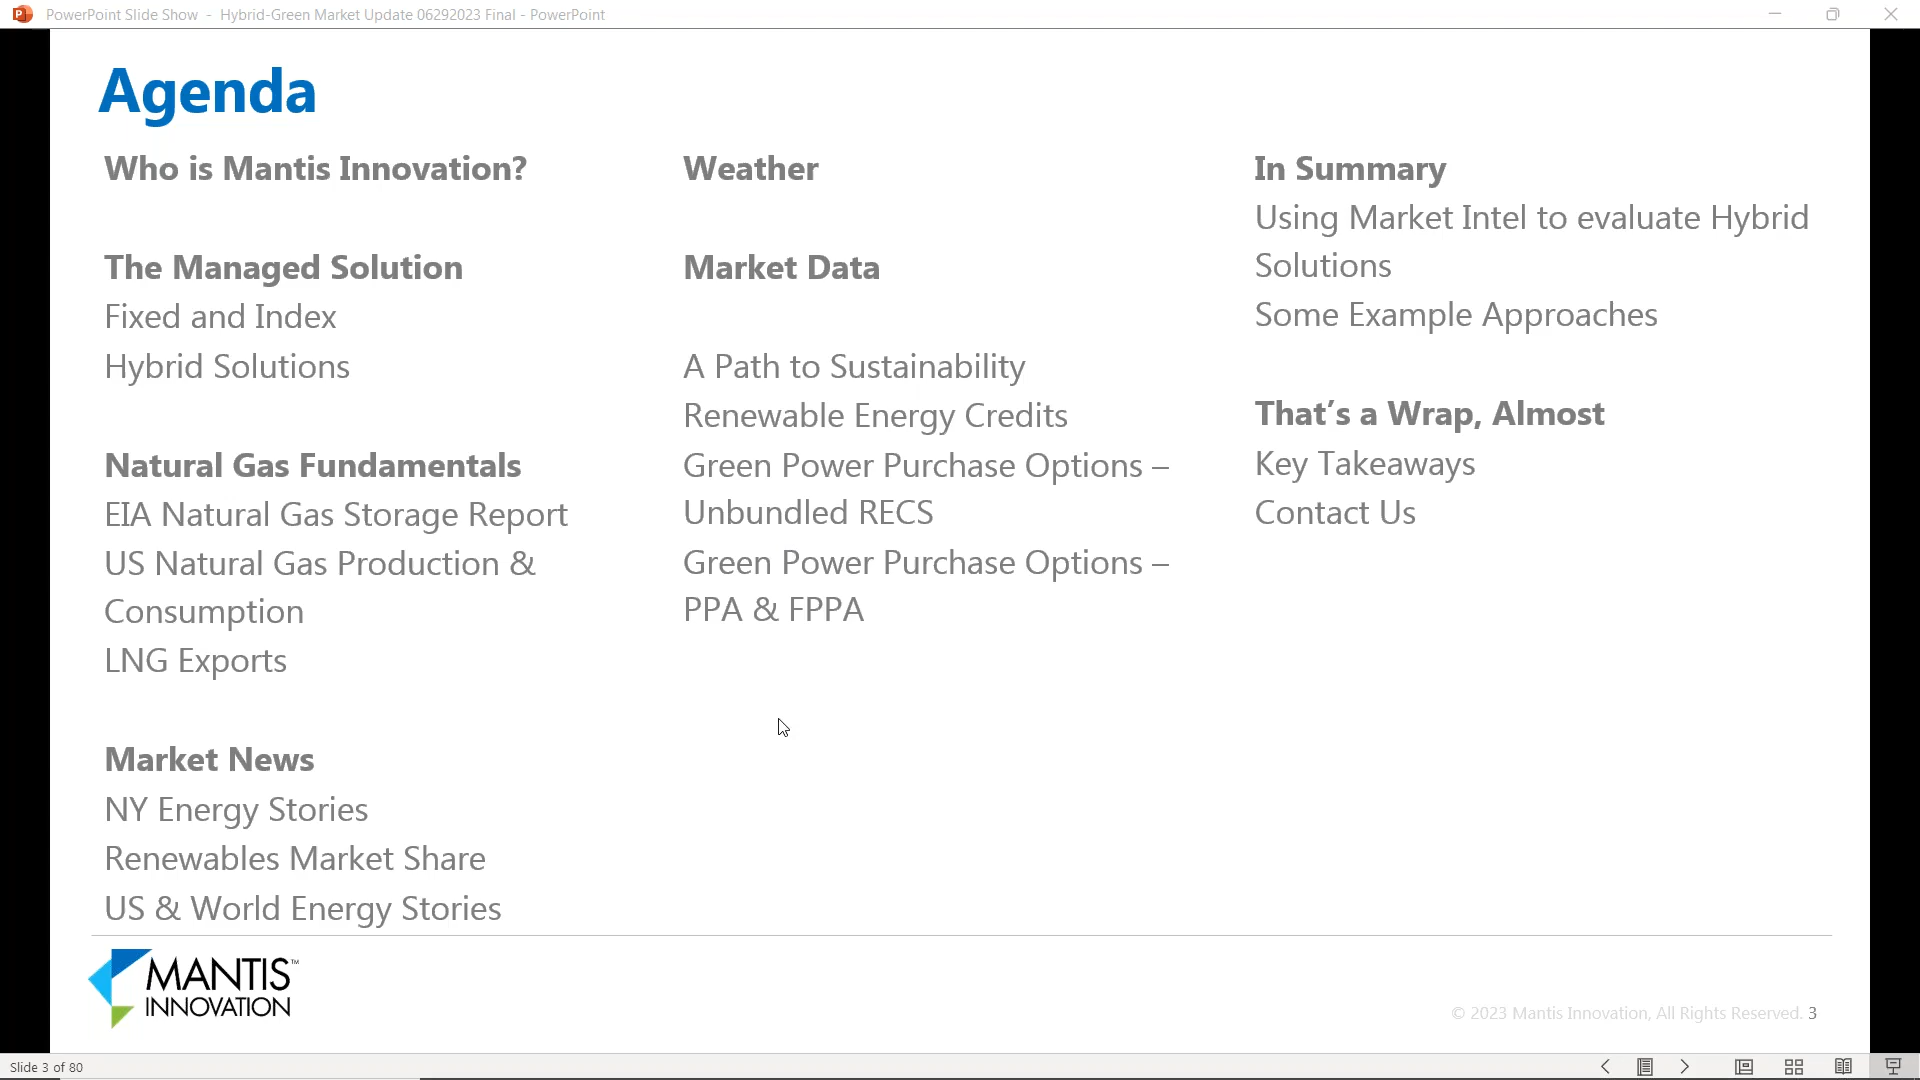 PowerPoint Slide Show - Hybrid-Green Market Update 06292023 Final - PowerPoint
Agenda
Who is Mantis Innovation?
The Managed Solution
Fixed and Index
Hybrid Solutions
Natural Gas Fundamentals
EIA Natural Gas Storage Report
US Natural Gas Production &
Consumption
LNG Exports
Market News
NY Energy Stories
Renewables Market Share
US & World Energy Stories
Weather
Market Data
A Path to Sustainability
Renewable Energy Credits
Green Power Purchase Options –
Unbundled RECS
Green Power Purchase Options –
PPA & FPPA
In Summary
Using Market Intel to evaluate Hybrid
Solutions
Some Example Approaches
That’s a Wrap, Almost
Key Takeaways
Contact Us
MANTIS™
INNOVATION
© 2023 Mantis Innovation, All Rights Reserved. 3
Slide 3 of 80